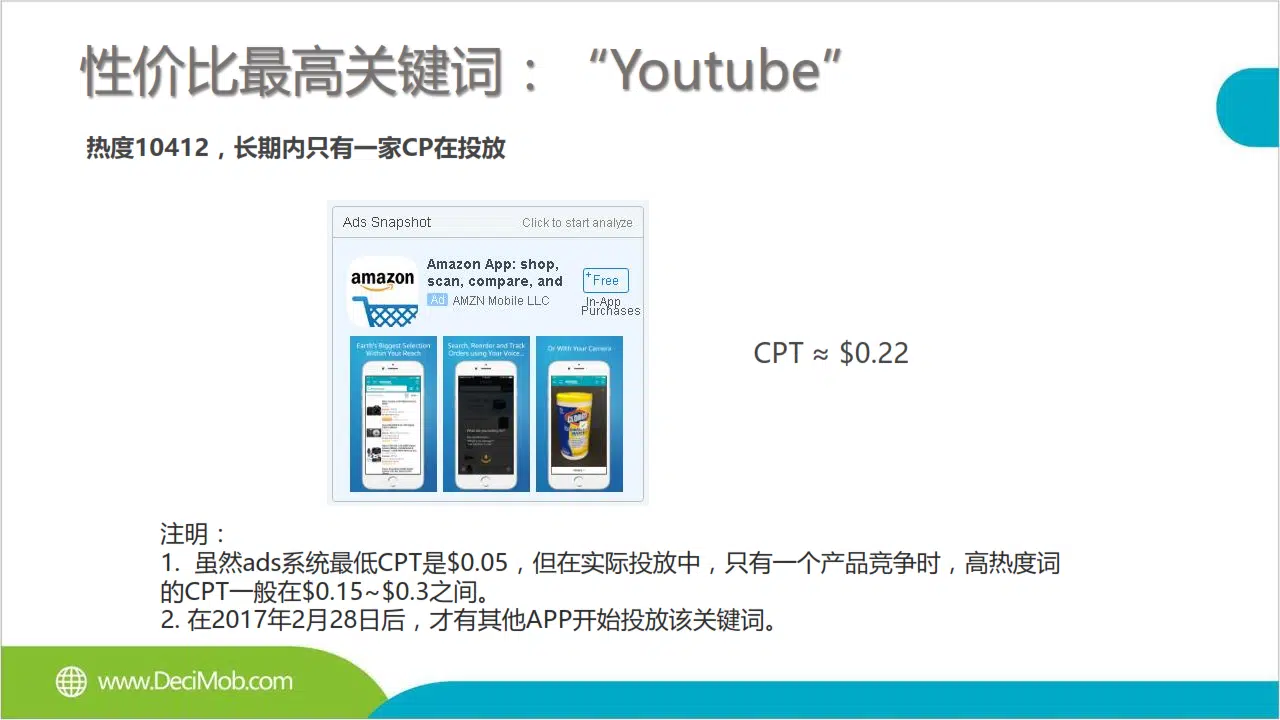 性价比最高关键词：“Youtube”
热度10412，长期内只有一家CP在投放
Ads Snapshot Click to start analyze
amazon
Amazon App: shop,
scan, compare, and
Ad AMZN Mobile LLC
+Free
In-App
Purchases
Earth's Biggest Selection
Within Your Reach
Search, Reorder and Track
Orders using Your Voice...
Or With Your Camera
CLOROX
CPT ≈ $0.22
注明：
1. 虽然ads系统最低CPT是$0.05，但在实际投放中，只有一个产品竞争时，高热度词
的CPT一般在$0.15~$0.3之间。
2. 在2017年2月28日后，才有其他APP开始投放该关键词。
www.DeciMob.com